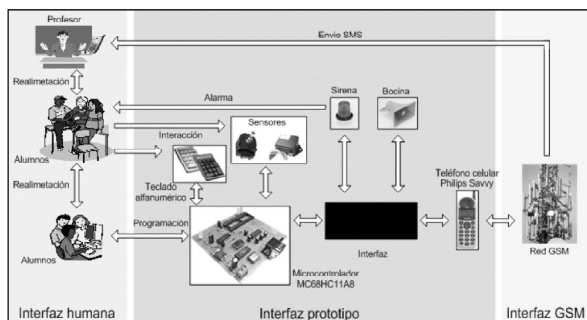 Profesor
Envio SMS
Realimetación
Sirena
Bocina
Alarma
Sensores
Interacción
Alumnos
Teclado
alfanumérico
Teléfono celular
Philips Savvy
Realimetación
Programación
Interfaz
Red GSM
Alumnos
Microcontrolador
MC68HC11A8
Interfaz humana
Interfaz prototipo
Interfaz GSM